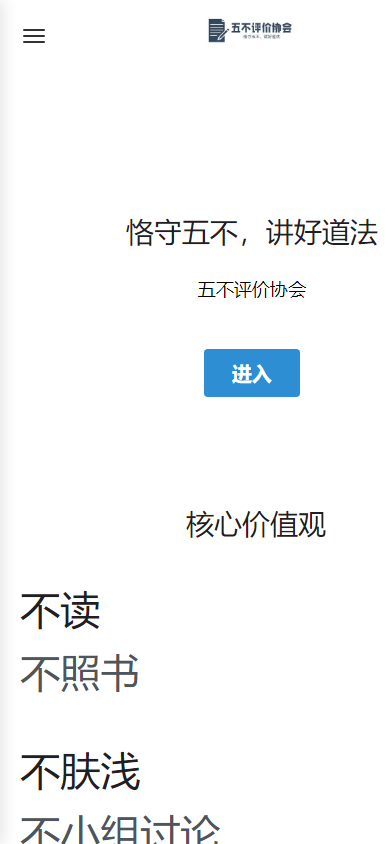 五不评价协会
恪守五不，讲好道法
五不评价协会
进入
核心价值观
不读
不照书
不肤浅
不小组讨论